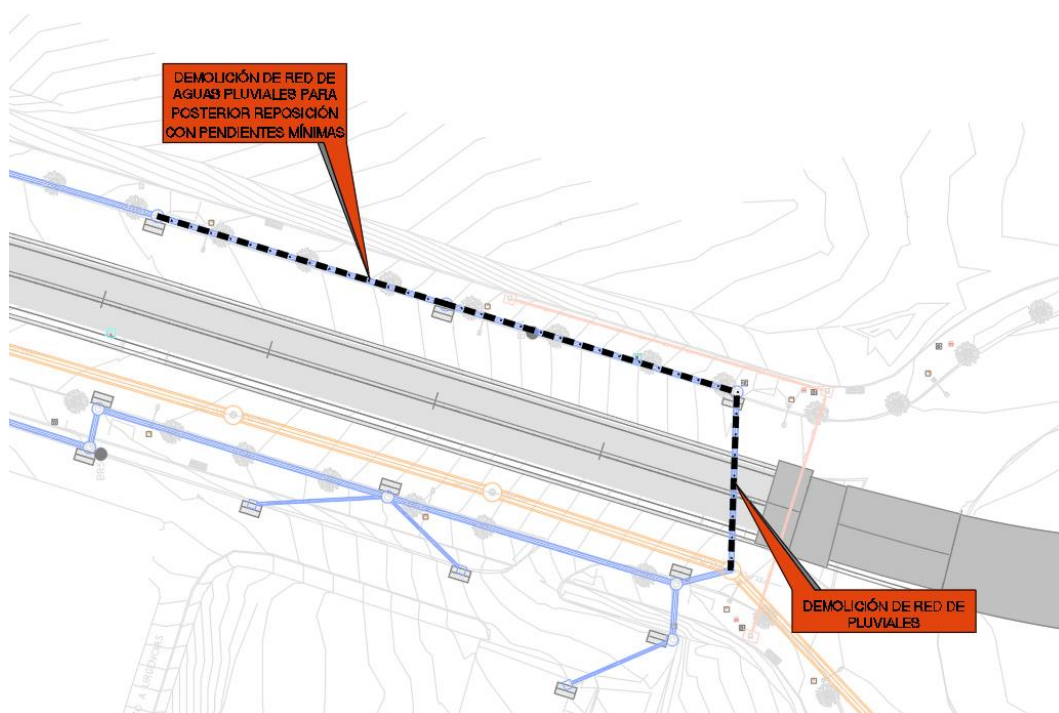 DEMOLICIÓN DE RED DE
AGUAS PLUVIALES PARA
POSTERIOR REPOSICIÓN
CON PENDIENTES MÍNIMAS
DEMOLICIÓN DE RED DE
PLUVIALES